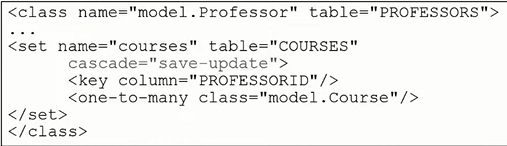 <class name="model.Professor" table="PROFESSORS">
...
<set name="courses" table="COURSES"
cascade="save-update">
<key column="PROFESSORID"/>
<one-to-many class="model.Course"/>
</set>
</class>